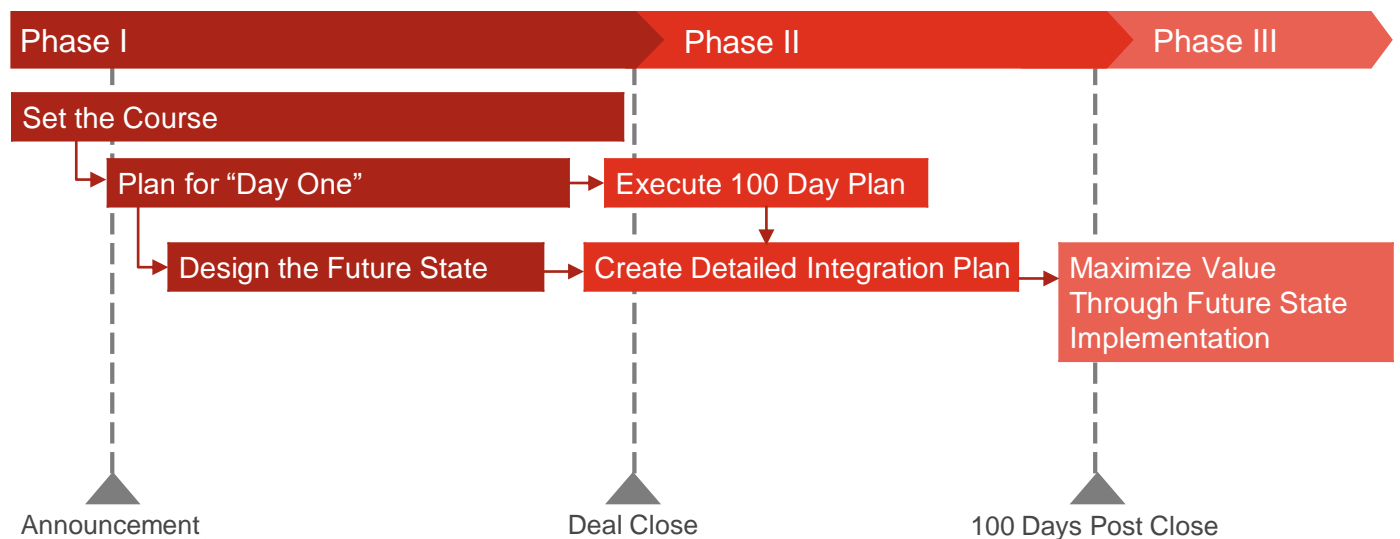 Phase I
Phase II
Phase III
Set the Course
Plan for “Day One”
Execute 100 Day Plan
Design the Future State
Create Detailed Integration Plan
Maximize Value
Through Future State
Implementation
Announcement
Deal Close
100 Days Post Close